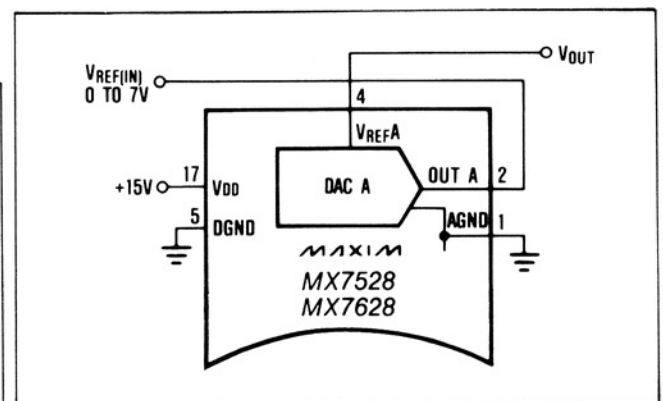 VOUT
VREF(IN)
0 TO 7V
4
VREFA
+15V
17
VDD
DAC A
OUT A
2
5
DGND
AGND
1
MAXIM
MX7528
MX7628